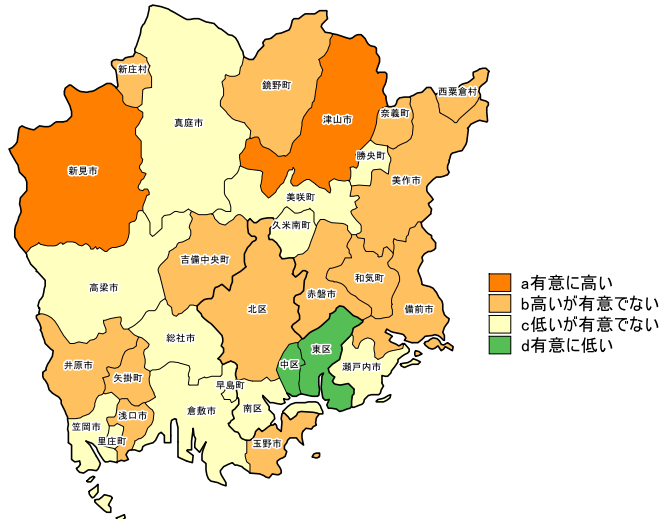 新庄村
鏡野町
西粟倉村
奈義町
津山市
真庭市
勝央町
新見市
美作市
美咲町
久米南町
吉備中央町
和気町
高梁市
赤磐市
北区
備前市
総社市
東区
中区
井原市
瀬戸内市
矢掛町
早島町
浅口市
倉敷市
南区
笠岡市
里庄町
玉野市
a有意に高い
b高いが有意でない
c低いが有意でない
d有意に低い